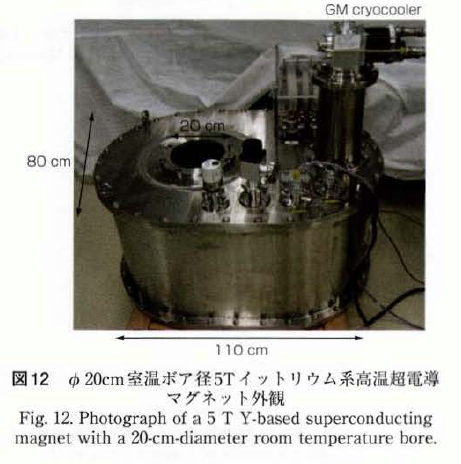 GM cryocooler
20 cm
80 cm
110 cm
図12 φ20cm室温ボア径5Tイットリウム系高温超電導
マグネット外観
Fig. 12. Photograph of a 5 T Y-based superconducting
magnet with a 20-cm-diameter room temperature bore.